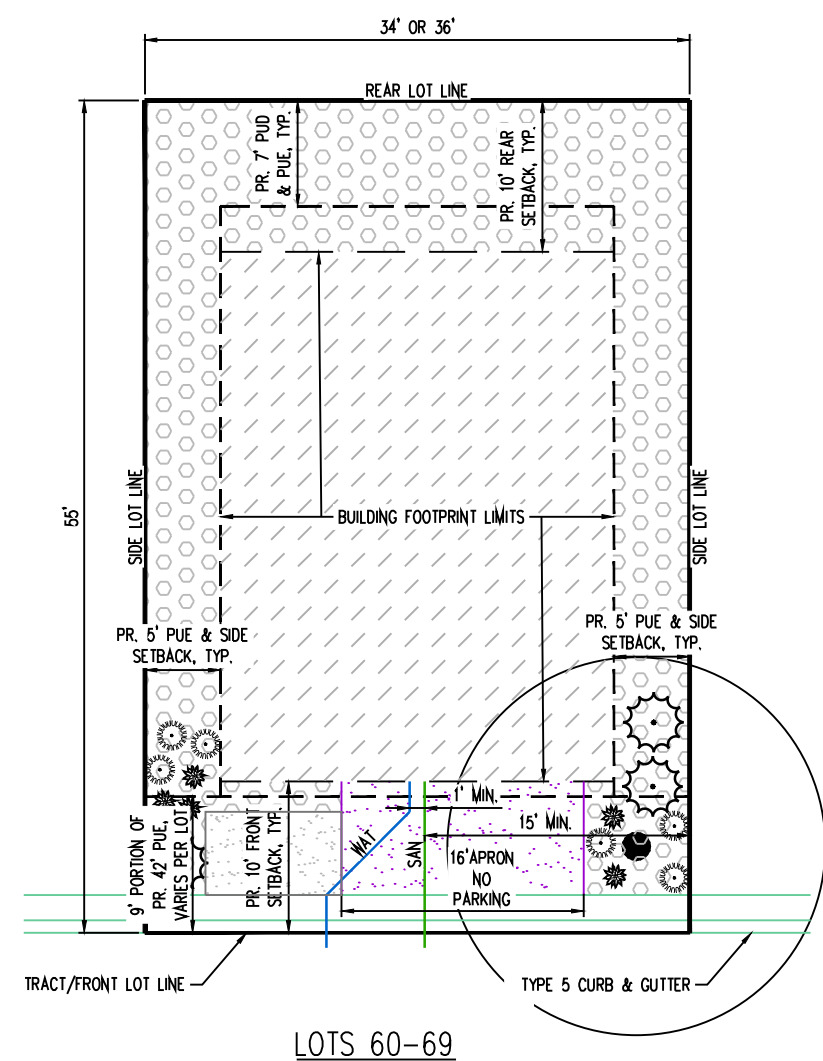 34' OR 36'
REAR LOT LINE
PR. 7' PUD
& PUE, TYP.
PR. 10' REAR
SETBACK, TYP.
55'
SIDE LOT LINE
SIDE LOT LINE
BUILDING FOOTPRINT LIMITS
PR. 5' PUE & SIDE
SETBACK, TYP.
PR. 5' PUE & SIDE
SETBACK, TYP.
9' PORTION OF
PR. 42' PUE,
VARIES PER LOT
PR. 10' FRONT
SETBACK, TYP.
WAT
SAN
1' MIN.
15' MIN.
16' APRON
NO
PARKING
TRACT/FRONT LOT LINE
TYPE 5 CURB & GUTTER
LOTS 60-69